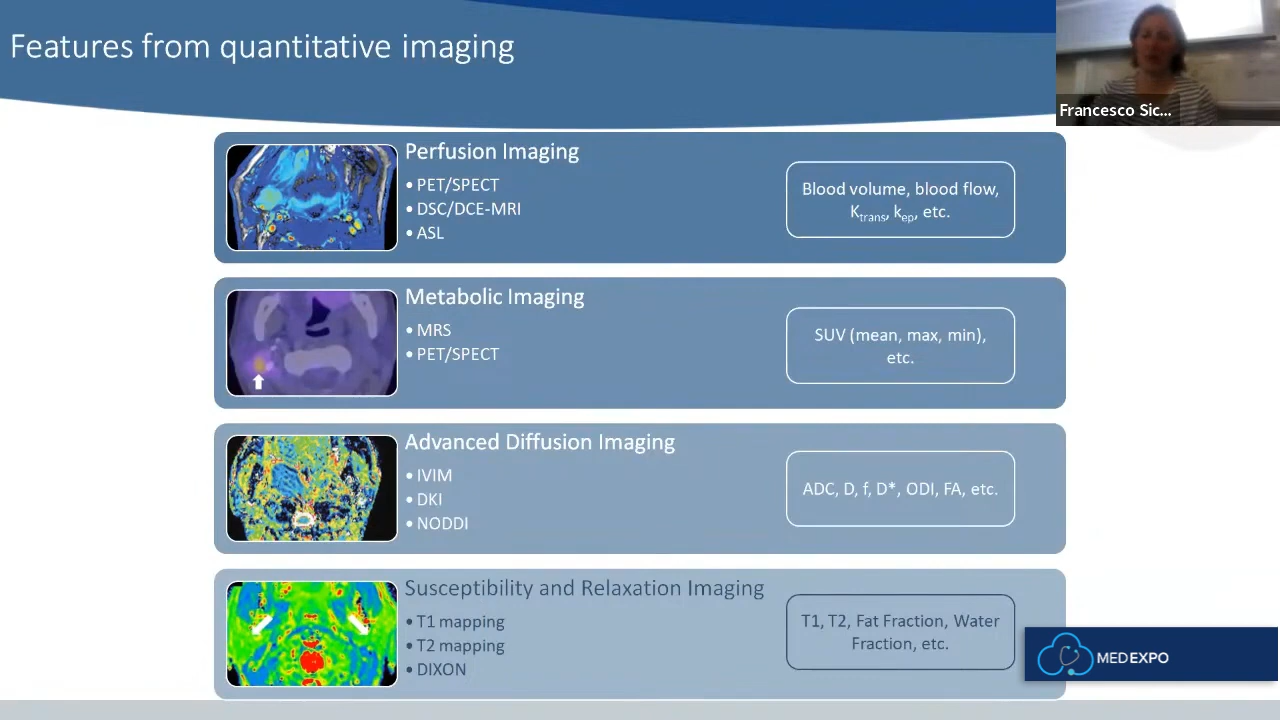 Features from quantitative imaging
Francesco Sic...
Perfusion Imaging
• PET/SPECT
• DSC/DCE-MRI
• ASL
Blood volume, blood flow,
Ktrans, kep, etc.
Metabolic Imaging
• MRS
• PET/SPECT
SUV (mean, max, min),
etc.
Advanced Diffusion Imaging
• IVIM
• DKI
• NODDI
ADC, D, f, D*, ODI, FA, etc.
Susceptibility and Relaxation Imaging
• T1 mapping
• T2 mapping
• DIXON
T1, T2, Fat Fraction, Water
Fraction, etc.
MEDEXPO